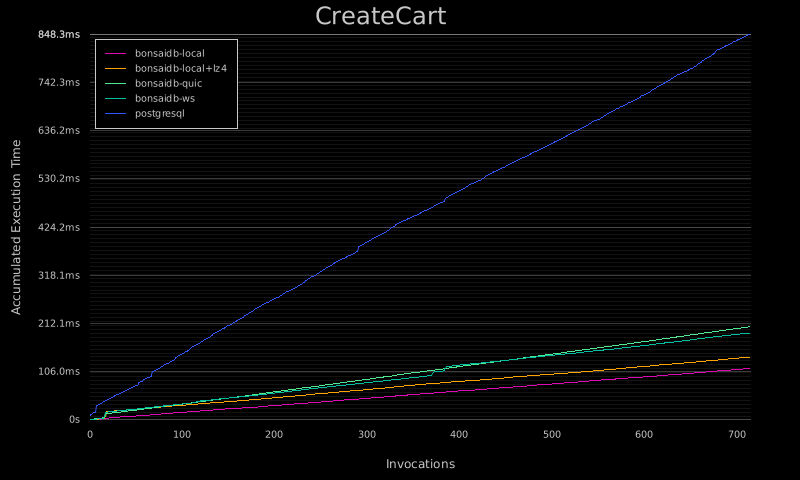 CreateCart
848.3ms
742.3ms
636.2ms
530.2ms
424.2ms
318.1ms
212.1ms
106.0ms
0s
bonsaidb-local
bonsaidb-local+lz4
bonsaidb-quic
bonsaidb-ws
postgresql
Accumulated Execution Time
0 100 200 300 400 500 600 700
Invocations